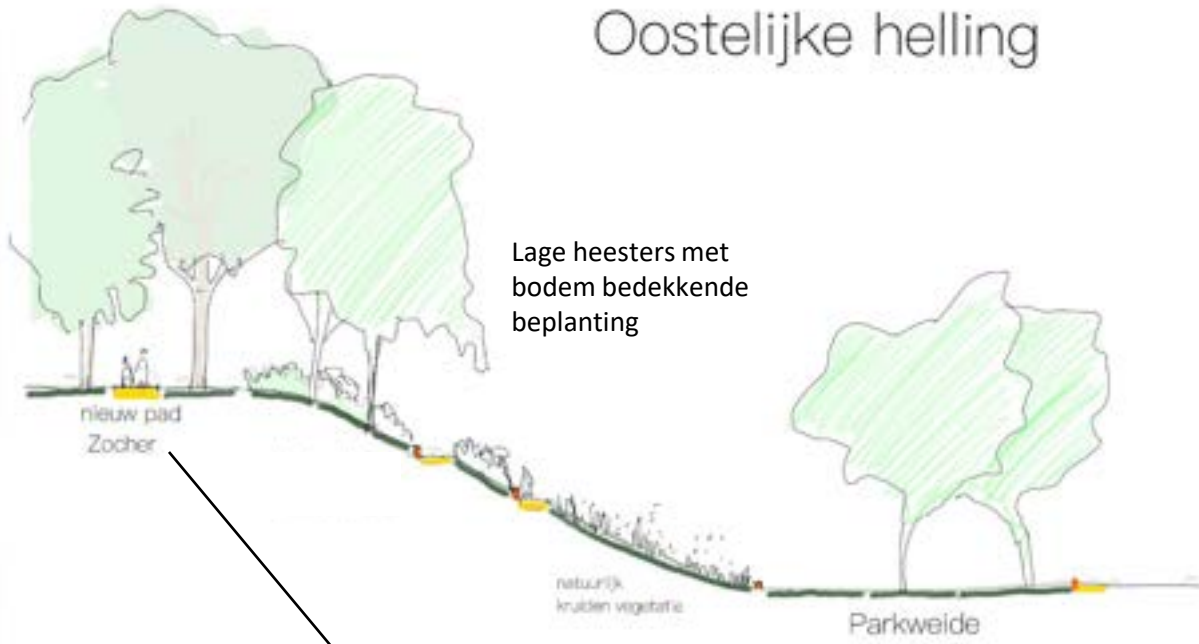 Oostelijke helling
Lage heesters met
bodem bedekkende
beplanting
nieuw pad
Zocher
natuurlijk
kruiden vegetatie
Parkweide